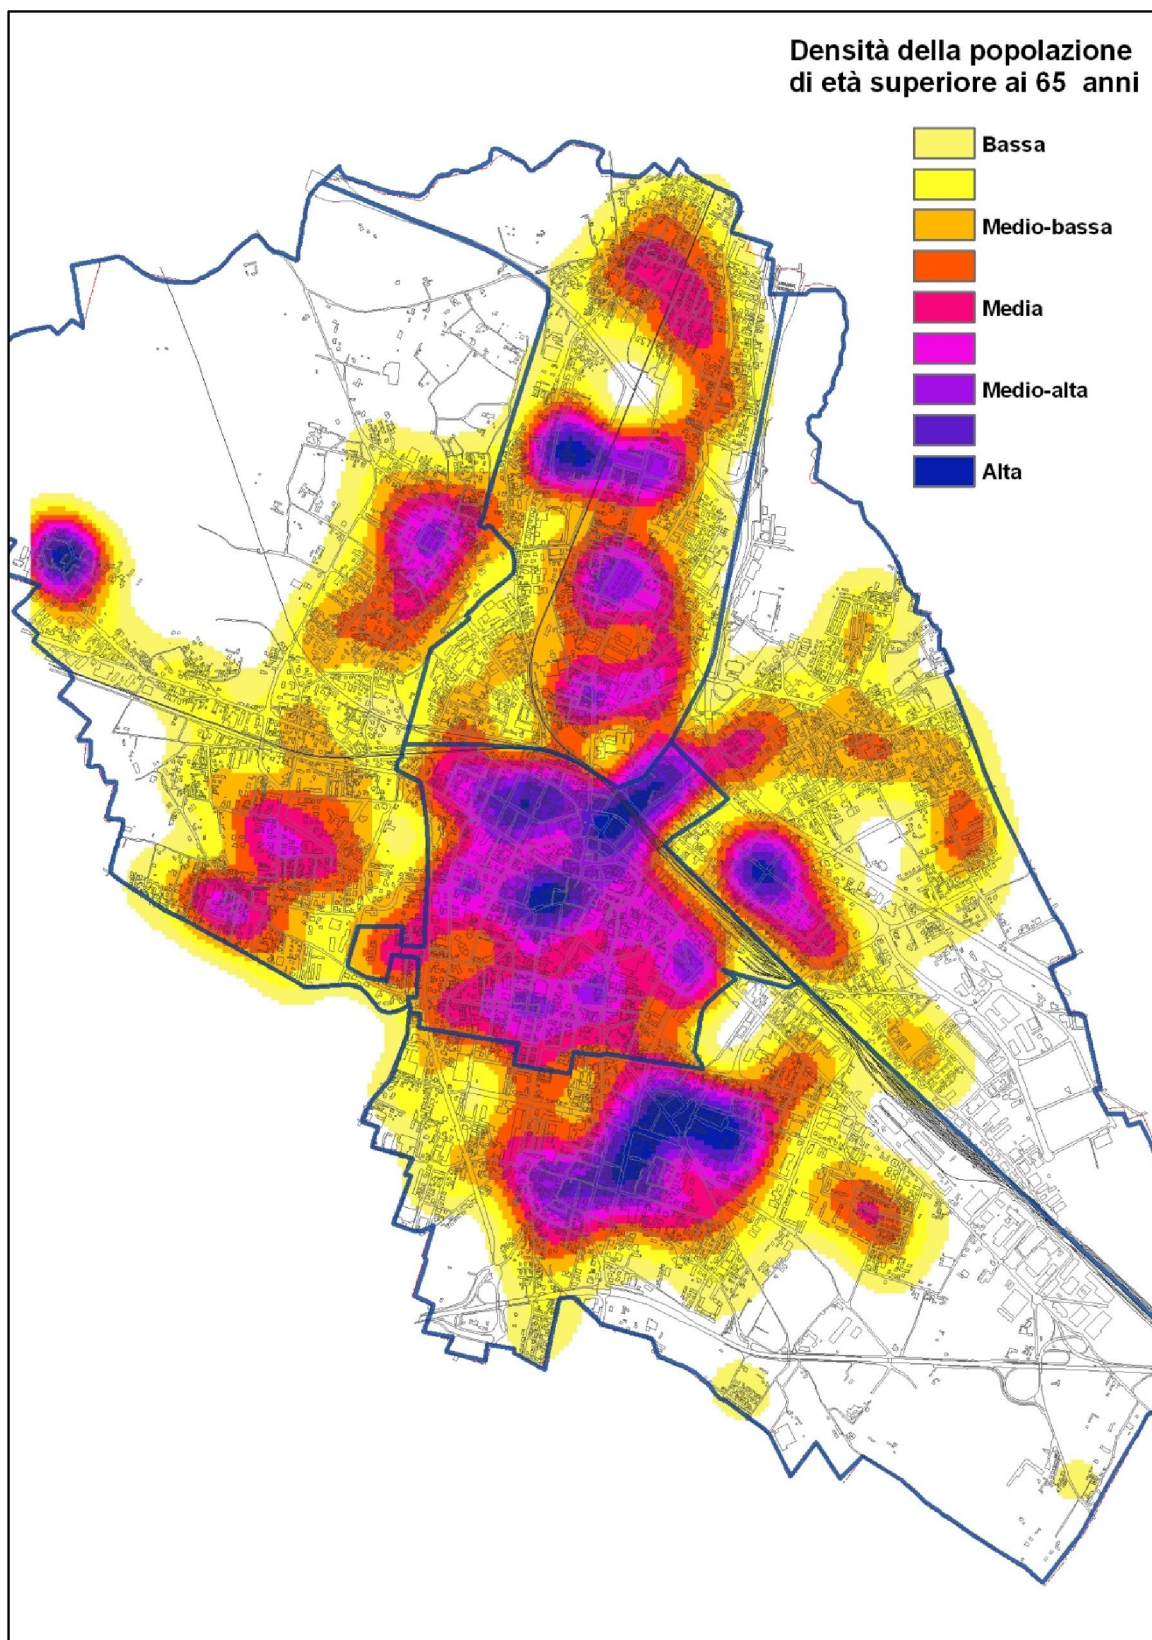 Densità della popolazione
di età superiore ai 65 anni
Bassa
Medio-bassa
Media
Medio-alta
Alta